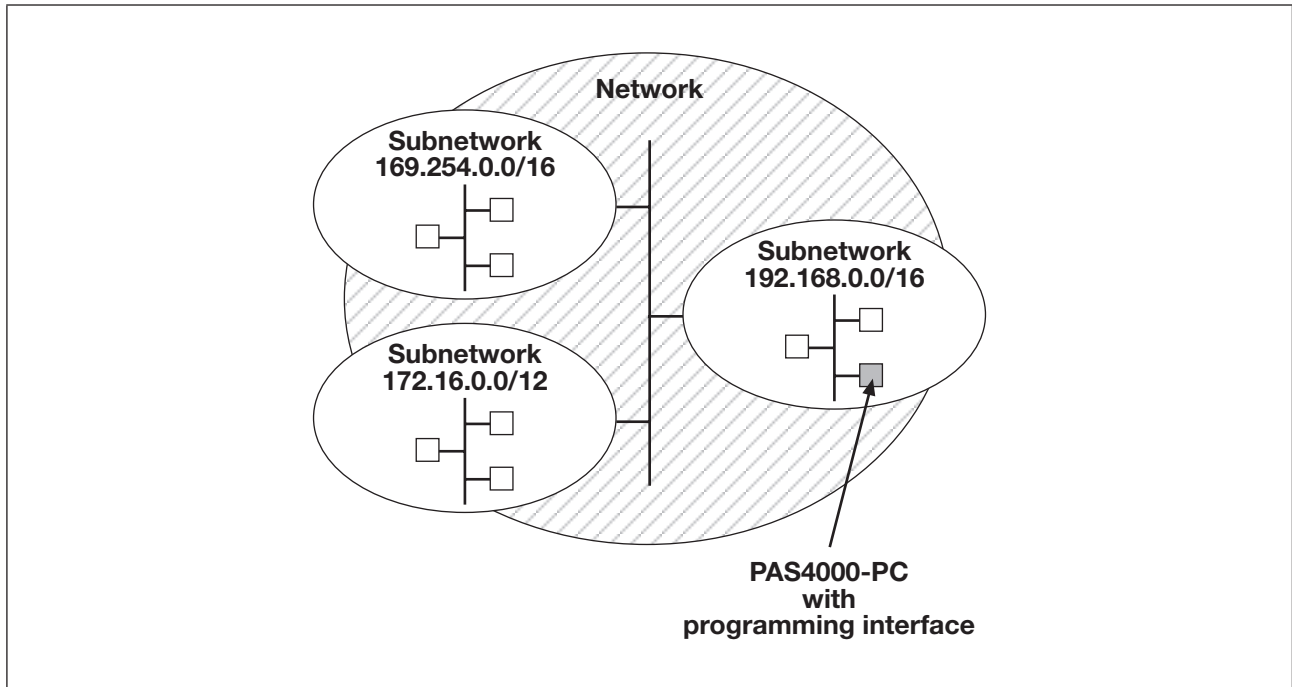 Network
Subnetwork
169.254.0.0/16
Subnetwork
192.168.0.0/16
Subnetwork
172.16.0.0/12
PAS4000-PC
with
programming interface